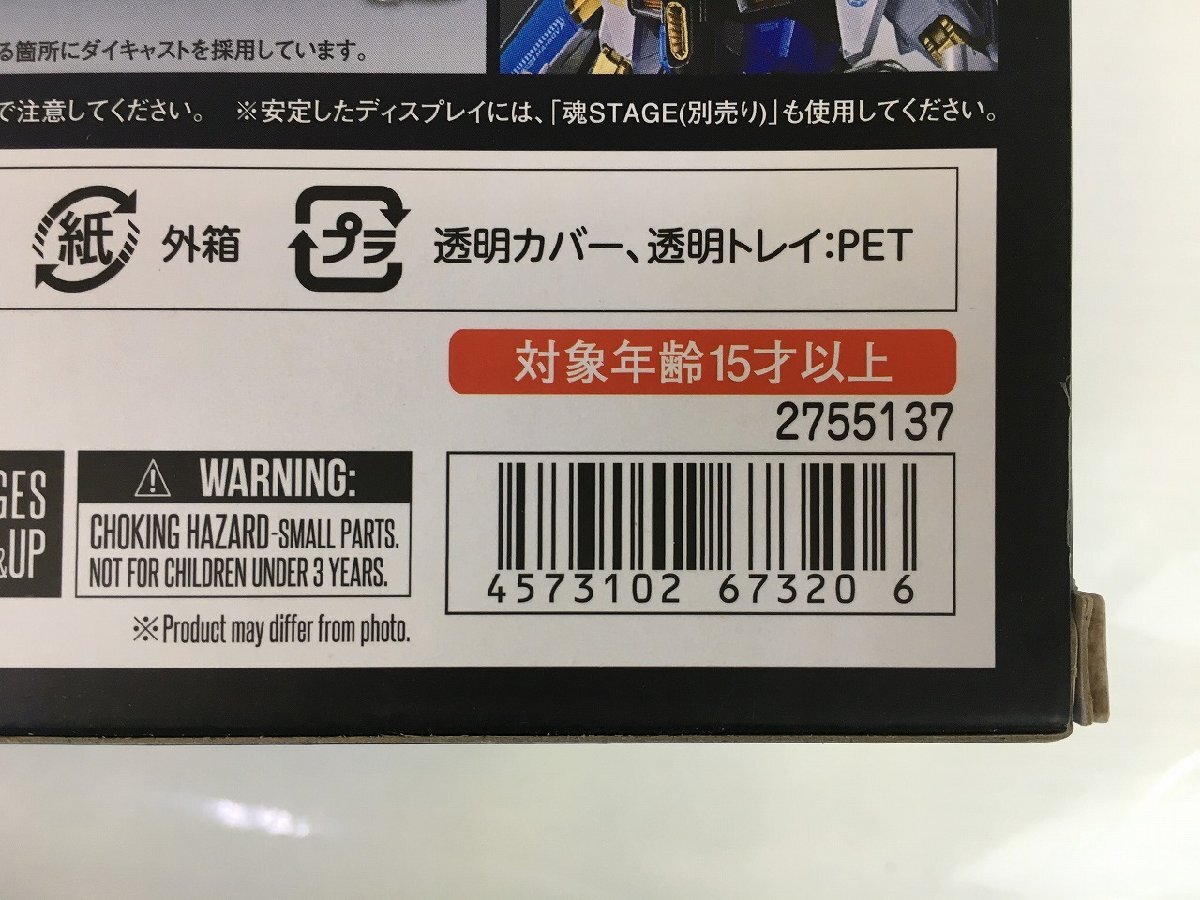 る箇所にダイキャストを採用しています。
で注意してください。 ※安定したディスプレイには、「魂STAGE(別売り)」も使用してください。
紙 外箱 プラ 透明カバー、透明トレイ:PET
対象年齢15才以上
2755137
GES
&UP
⚠ WARNING:
CHOKING HAZARD-SMALL PARTS.
NOT FOR CHILDREN UNDER 3 YEARS.
※Product may differ from photo.
4573102 67320 6